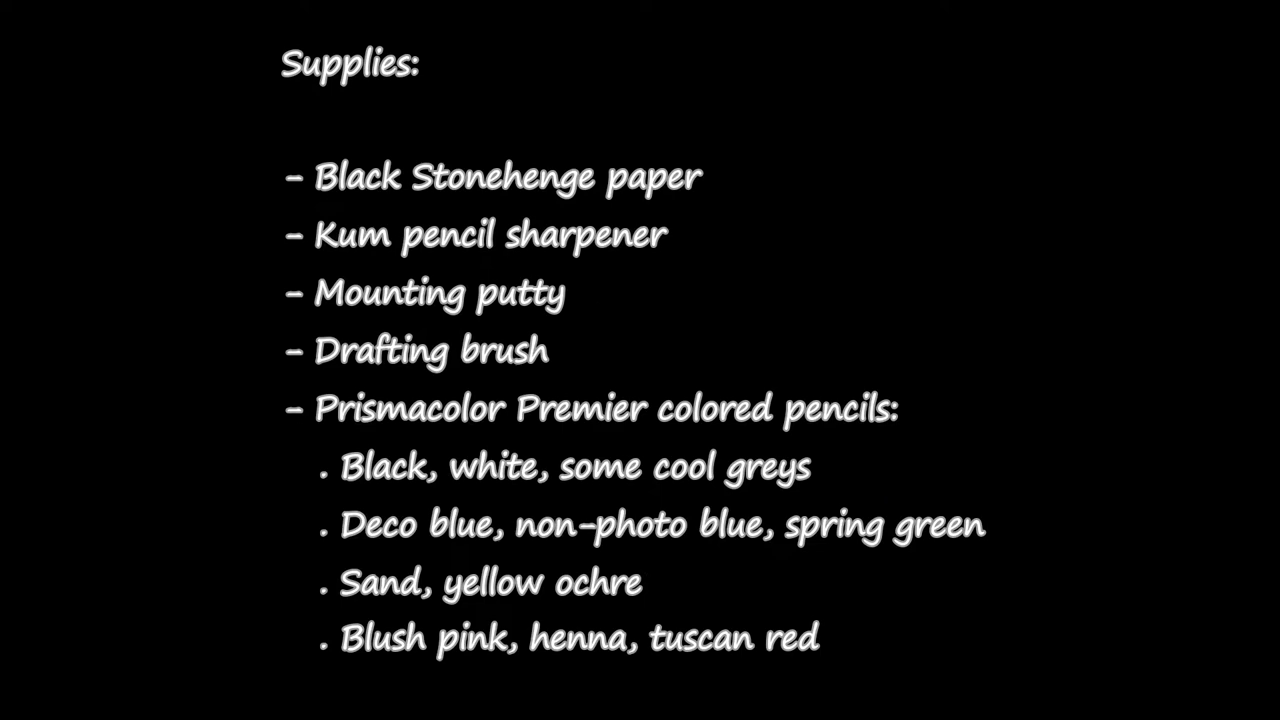 Supplies:
- Black Stonehenge paper
- Kum pencil sharpener
- Mounting putty
- Drafting brush
- Prismacolor Premier colored pencils:
. Black, white, some cool greys
. Deco blue, non-photo blue, spring green
. Sand, yellow ochre
. Blush pink, henna, tuscan red